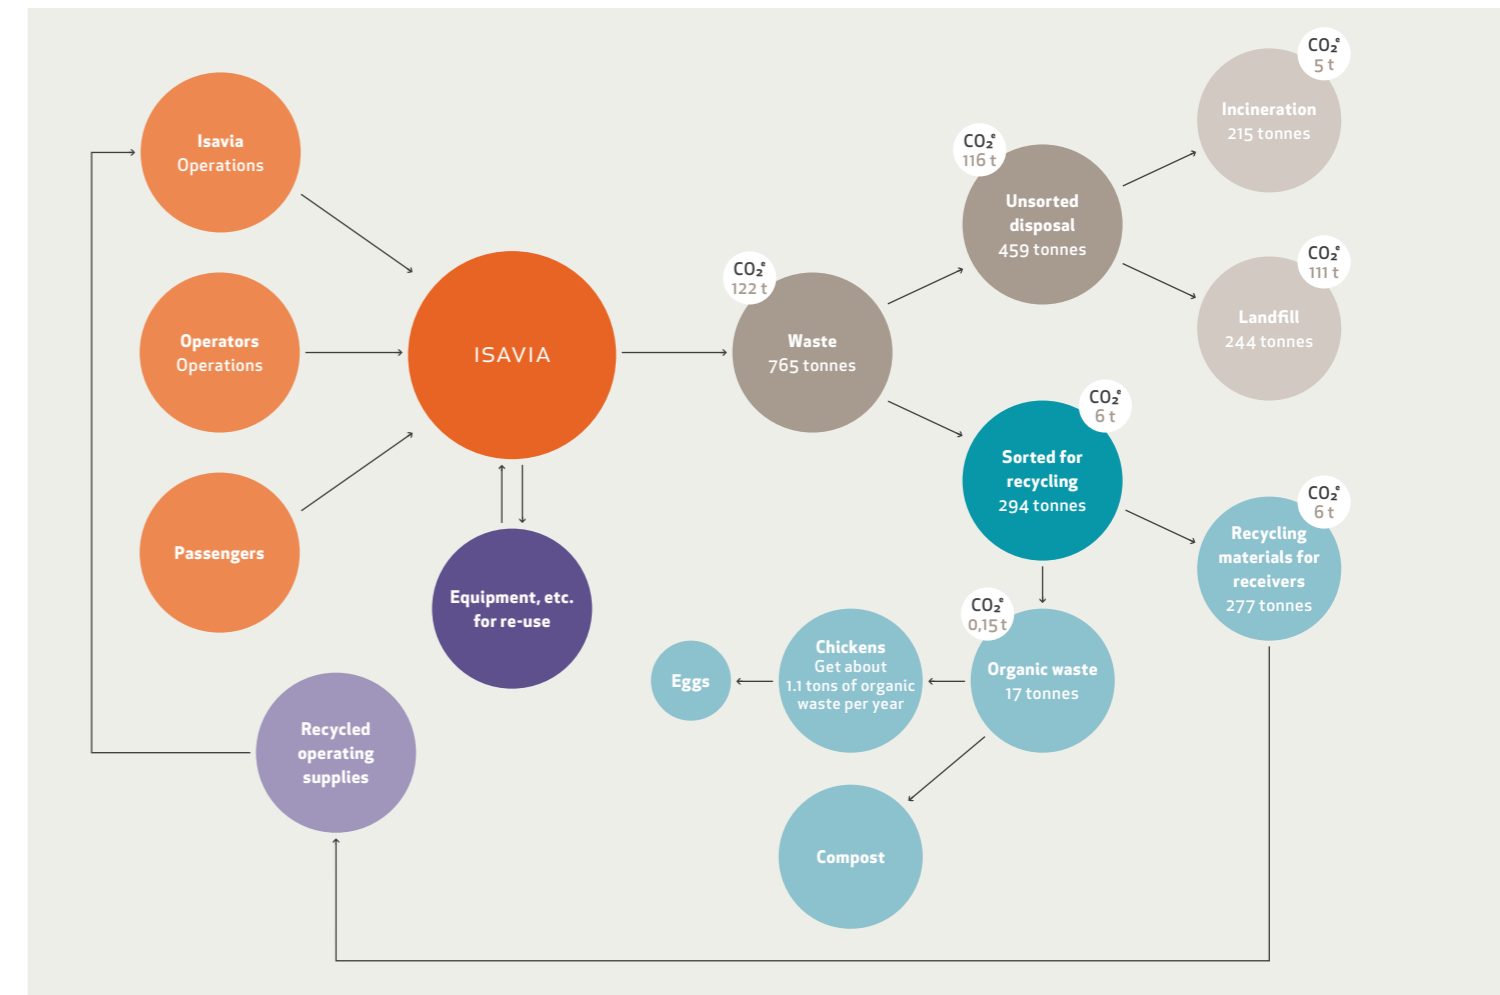 Isavia
Operations
Operators
Operations
Passengers
ISAVIA
Equipment, etc.
for re-use
Recycled
operating
supplies
CO₂ᵉ
122 t
Waste
765 tonnes
CO₂ᵉ
116 t
Unsorted
disposal
459 tonnes
CO₂ᵉ
5 t
Incineration
215 tonnes
CO₂ᵉ
111 t
Landfill
244 tonnes
CO₂ᵉ
6 t
Sorted for
recycling
294 tonnes
CO₂ᵉ
6 t
Recycling
materials for
receivers
277 tonnes
CO₂ᵉ
0,15 t
Organic waste
17 tonnes
Chickens
Get about
1.1 tons of organic
waste per year
Eggs
Compost